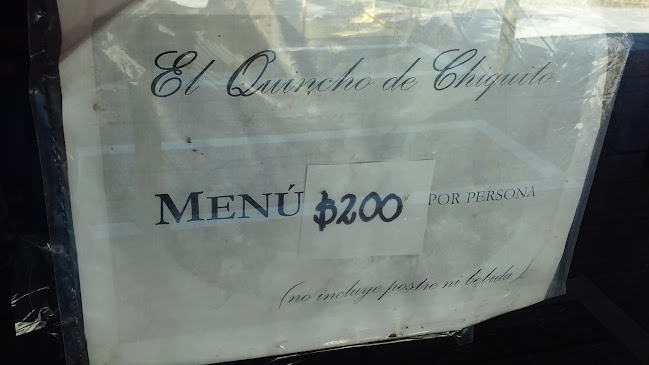 El Quincho de Chiquito
MENÚ $200 POR PERSONA
(no incluye postre ni bebida)